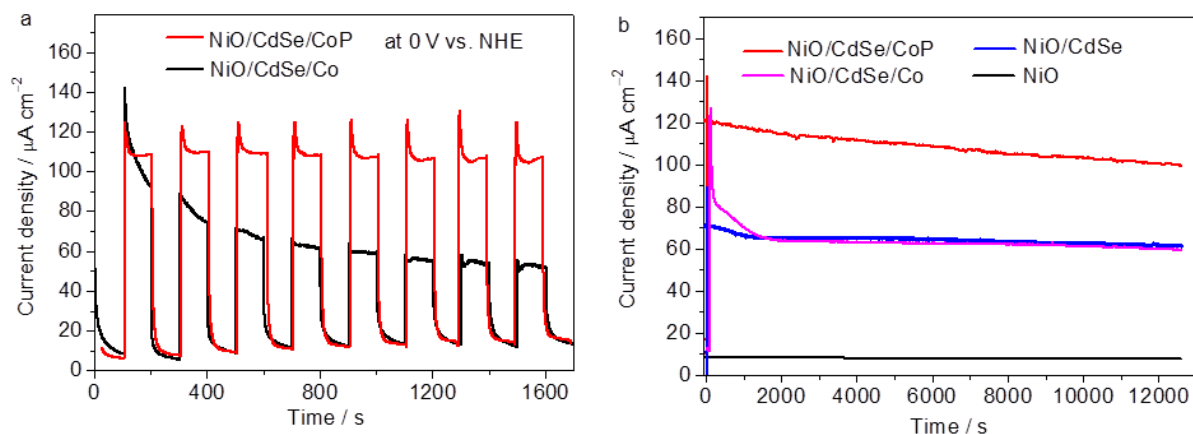 a
NiO/CdSe/CoP
at 0 V vs. NHE
NiO/CdSe/Co
160
140
120
100
80
60
40
20
0
Current density / µA cm⁻²
0
400
800
1200
1600
Time / s
b
NiO/CdSe/CoP
NiO/CdSe
NiO/CdSe/Co
NiO
160
140
120
100
80
60
40
20
0
Current density / µA cm⁻²
0
2000
4000
6000
8000
10000
12000
Time / s